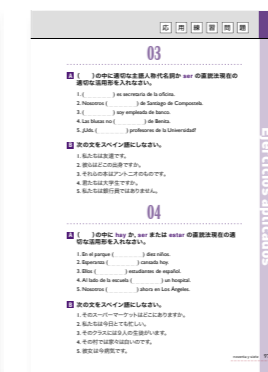 応用練習問題
03
A （　）の中に適切な主語人称代名詞か ser の直説法現在の適切な活用形を入れなさい。
1. (　　　) es secretaria de la oficina.
2. Nosotros (　　　) de Santiago de Compostela.
3. (　　　) soy empleado de banco.
4. Las blusas no (　　　) de Benita.
5. ¿Uds. (　　　) profesores de la Universidad?
B 次の文をスペイン語にしなさい。
1. 私たちは友達です。
2. 彼らはどこの出身ですか。
3. それらの本はアントニオのものです。
4. 君たちは大学生ですか。
5. 私たちは銀行員ではありません。
04
A （　）の中に hay か, ser または estar の直説法現在の適切な活用形を入れなさい。
1. En el parque (　　　) diez niños.
2. Esperanza (　　　) cansada hoy.
3. Ellos (　　　) estudiantes de español.
4. Al lado de la escuela (　　　) un hospital.
5. Nosotros (　　　) ahora en Los Ángeles.
B 次の文をスペイン語にしなさい。
1. そのスーパーマーケットはどこにありますか。
2. 私たちは今日とても忙しい。
3. そのクラスには9人の生徒がいます。
4. その村では家々は白いのです。
5. 彼女は今病気です。
Ejercicios aplicados